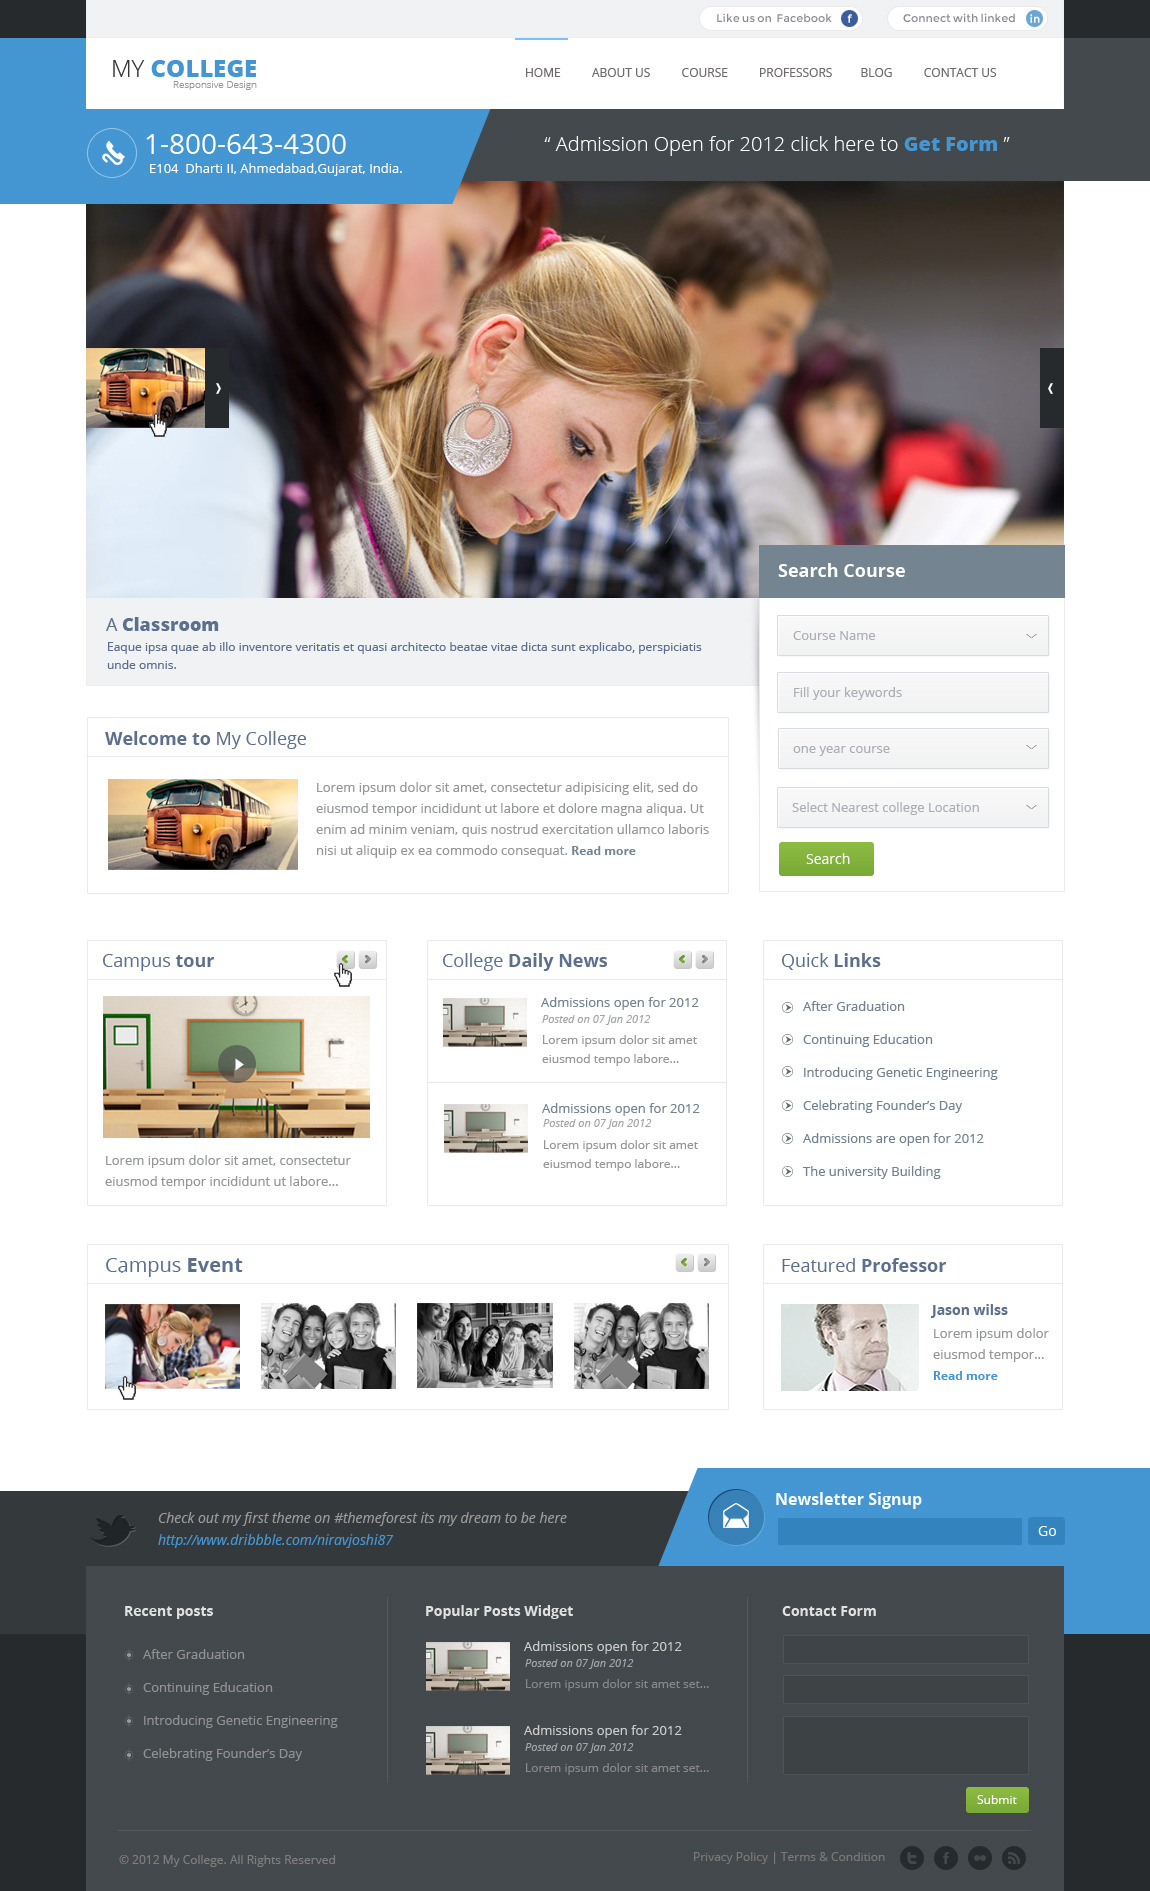 Like us on Facebook
Connect with linked in
MY COLLEGE
Responsive Design
HOME ABOUT US COURSE PROFESSORS BLOG CONTACT US
1-800-643-4300
E104 Dharti II, Ahmedabad,Gujarat, India.
“ Admission Open for 2012 click here to Get Form ”
A Classroom
Eaque ipsa quae ab illo inventore veritatis et quasi architecto beatae vitae dicta sunt explicabo, perspiciatis
unde omnis.
Search Course
Course Name
Fill your keywords
one year course
Select Nearest college Location
Search
Welcome to My College
Lorem ipsum dolor sit amet, consectetur adipisicing elit, sed do
eiusmod tempor incididunt ut labore et dolore magna aliqua. Ut
enim ad minim veniam, quis nostrud exercitation ullamco laboris
nisi ut aliquip ex ea commodo consequat. Read more
Campus tour
Lorem ipsum dolor sit amet, consectetur
eiusmod tempor incididunt ut labore...
College Daily News
Admissions open for 2012
Posted on 07 Jan 2012
Lorem ipsum dolor sit amet
eiusmod tempo labore...
Admissions open for 2012
Posted on 07 Jan 2012
Lorem ipsum dolor sit amet
eiusmod tempo labore...
Quick Links
After Graduation
Continuing Education
Introducing Genetic Engineering
Celebrating Founder’s Day
Admissions are open for 2012
The university Building
Campus Event
Featured Professor
Jason wilss
Lorem ipsum dolor
eiusmod tempor...
Read more
Check out my first theme on #themeforest its my dream to be here
http://www.dribbble.com/niravjoshi87
Newsletter Signup
Go
Recent posts
After Graduation
Continuing Education
Introducing Genetic Engineering
Celebrating Founder’s Day
Popular Posts Widget
Admissions open for 2012
Posted on 07 Jan 2012
Lorem ipsum dolor sit amet set...
Admissions open for 2012
Posted on 07 Jan 2012
Lorem ipsum dolor sit amet set...
Contact Form
Submit
© 2012 My College. All Rights Reserved
Privacy Policy | Terms & Condition